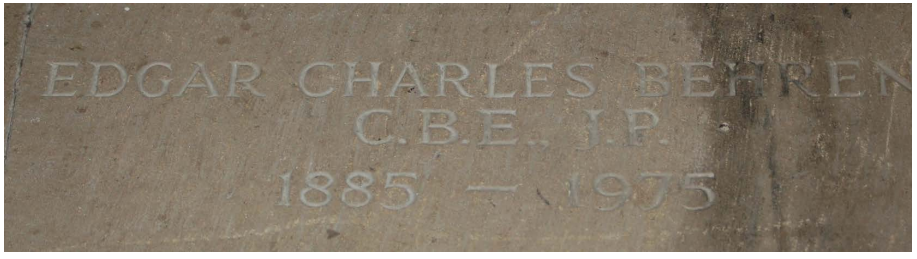 EDGAR CHARLES BEHREN
C.B.E., J.P.
1885 — 1975